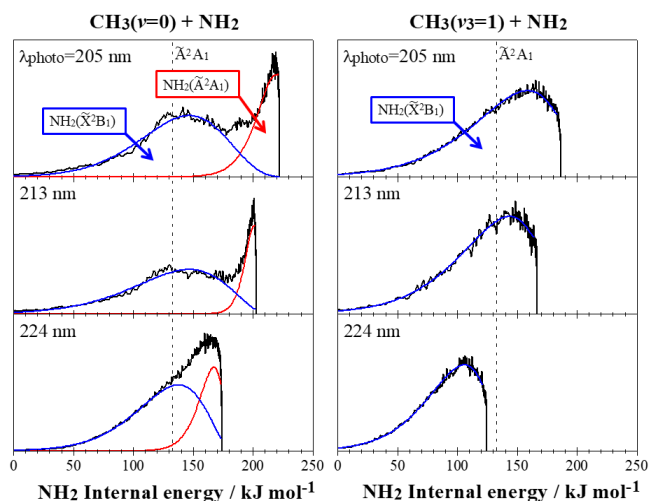 CH3(v=0) + NH2
CH3(v3=1) + NH2
λphoto=205 nm
Ã²A₁
NH2(Ã²A₁)
NH2(X̃²B₁)
213 nm
224 nm
0 50 100 150 200 250
NH2 Internal energy / kJ mol⁻¹
λphoto=205 nm
Ã²A₁
NH2(X̃²B₁)
213 nm
224 nm
0 50 100 150 200 250
NH2 Internal energy / kJ mol⁻¹